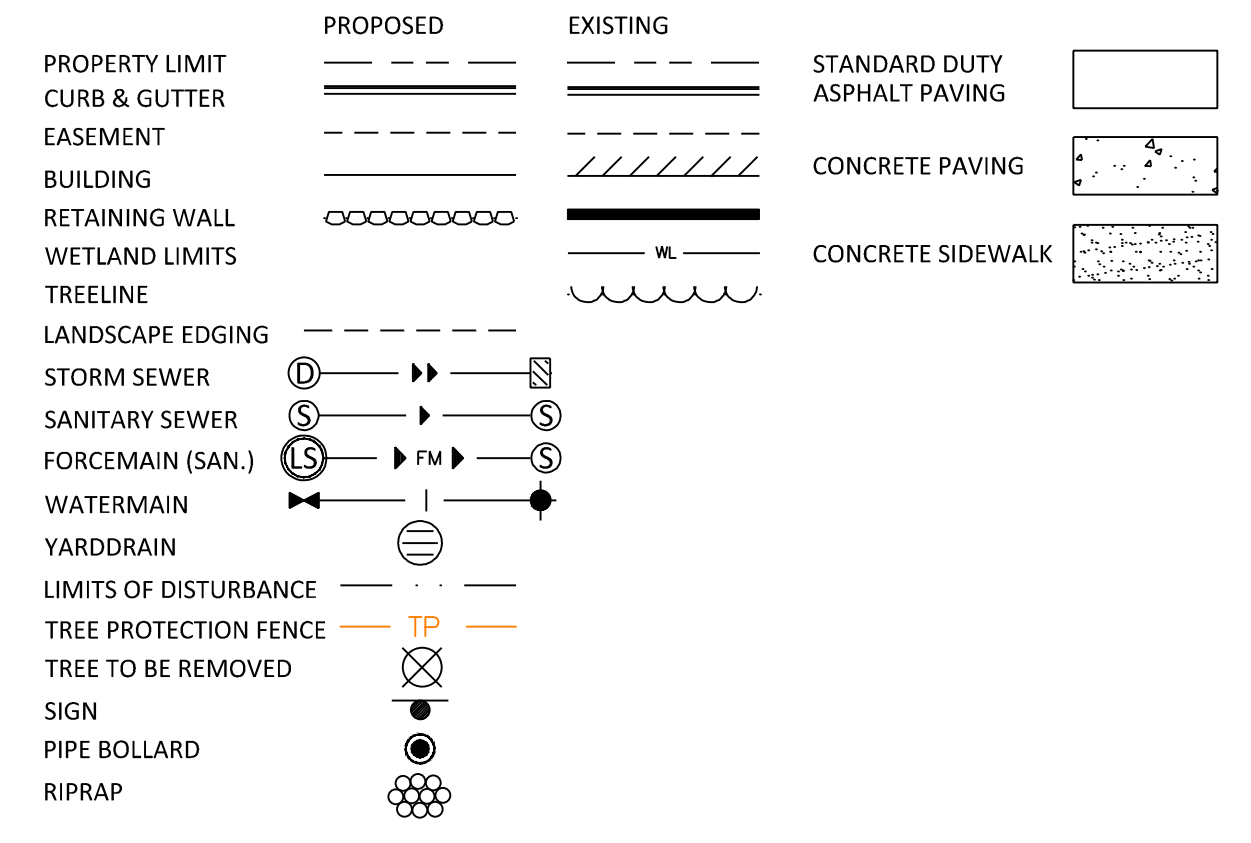 PROPOSED EXISTING
PROPERTY LIMIT
CURB & GUTTER
EASEMENT
BUILDING
RETAINING WALL
WETLAND LIMITS WL
TREELINE
LANDSCAPE EDGING
STORM SEWER D
SANITARY SEWER S S
FORCEMAIN (SAN.) LS FM S
WATERMAIN
YARDDRAIN
LIMITS OF DISTURBANCE
TREE PROTECTION FENCE TP
TREE TO BE REMOVED
SIGN
PIPE BOLLARD
RIPRAP
STANDARD DUTY
ASPHALT PAVING
CONCRETE PAVING
CONCRETE SIDEWALK